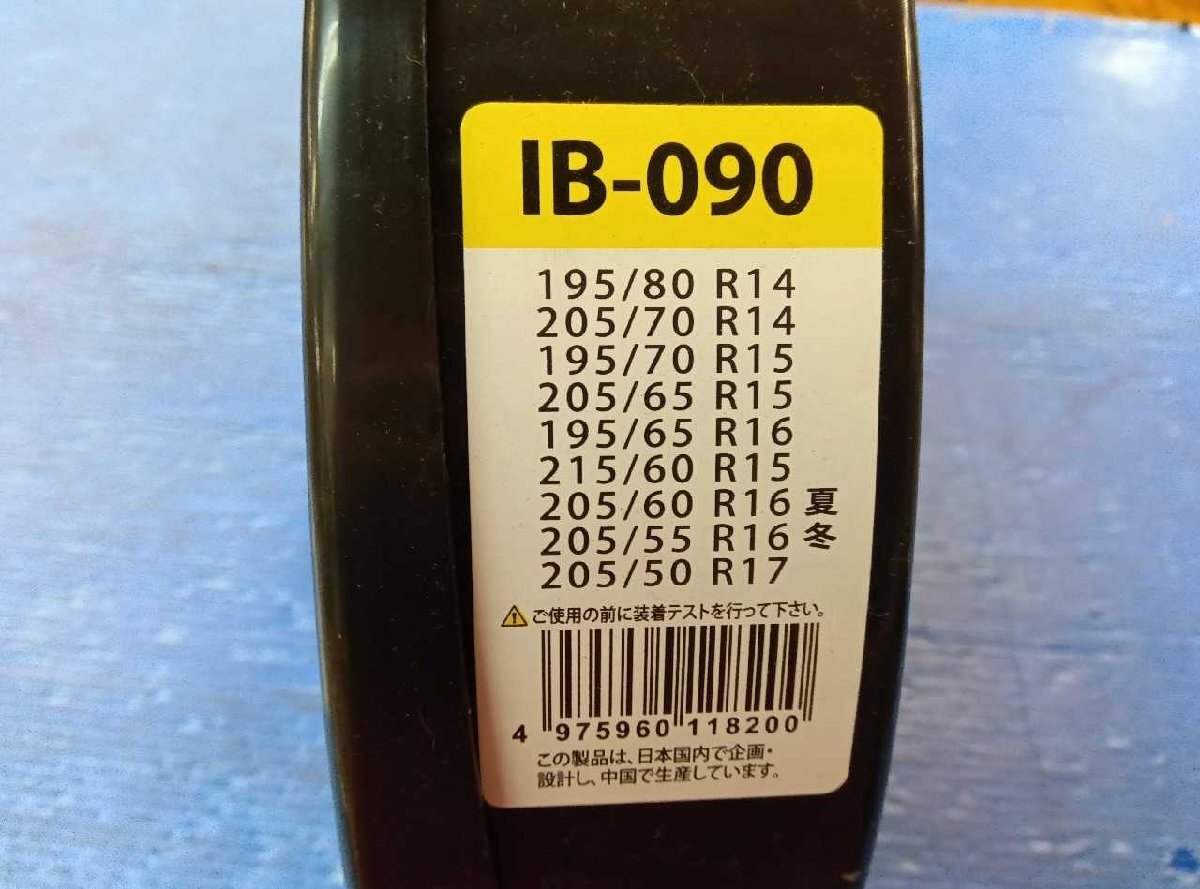 IB-090
195/80 R14
205/70 R14
195/70 R15
205/65 R15
195/65 R16
215/60 R15
205/60 R16 夏
205/55 R16 冬
205/50 R17
ご使用の前に装着テストを行って下さい。
4 975960 118200
この製品は、日本国内で企画・
設計し、中国で生産しています。